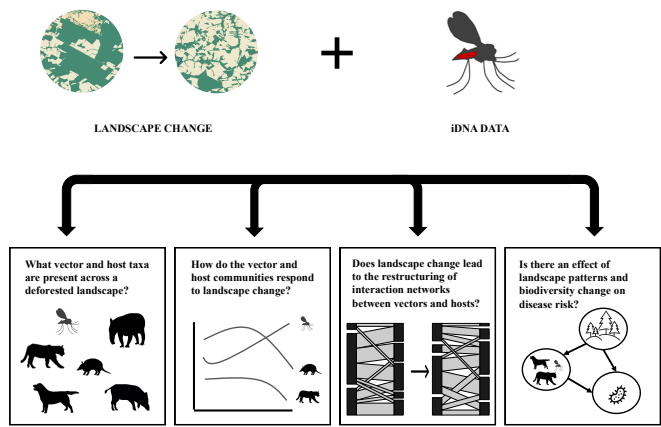 LANDSCAPE CHANGE
iDNA DATA
What vector and host taxa
are present across a
deforested landscape?
How do the vector and
host communities respond
to landscape change?
Does landscape change lead
to the restructuring of
interaction networks
between vectors and hosts?
Is there an effect of
landscape patterns and
biodiversity change on
disease risk?